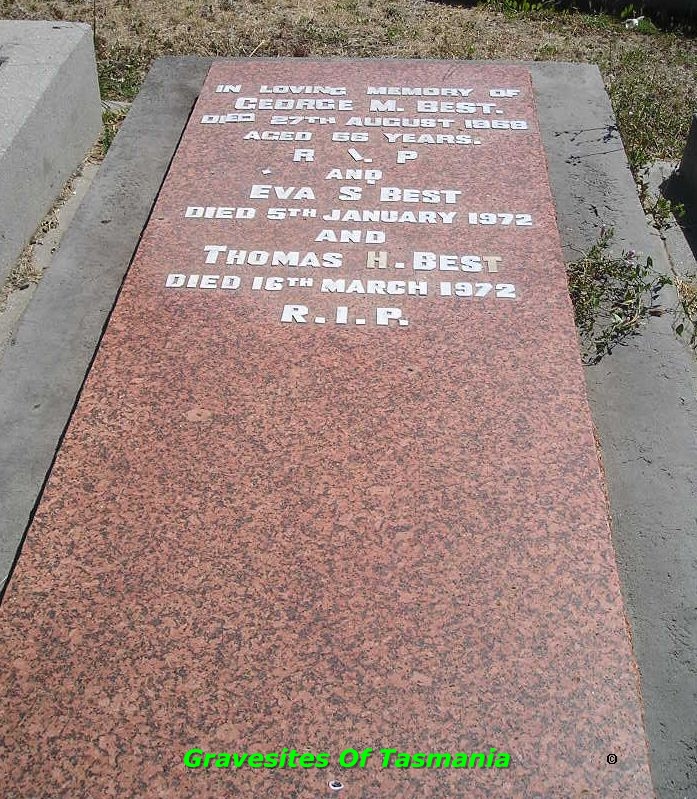 IN LOVING MEMORY OF
GEORGE M. BEST.
DIED 27TH AUGUST 1968
AGED 66 YEARS.
R . I . P
AND
EVA S BEST
DIED 5TH JANUARY 1972
AND
THOMAS H. BEST
DIED 16TH MARCH 1972
R.I.P.
Gravesites Of Tasmania
©